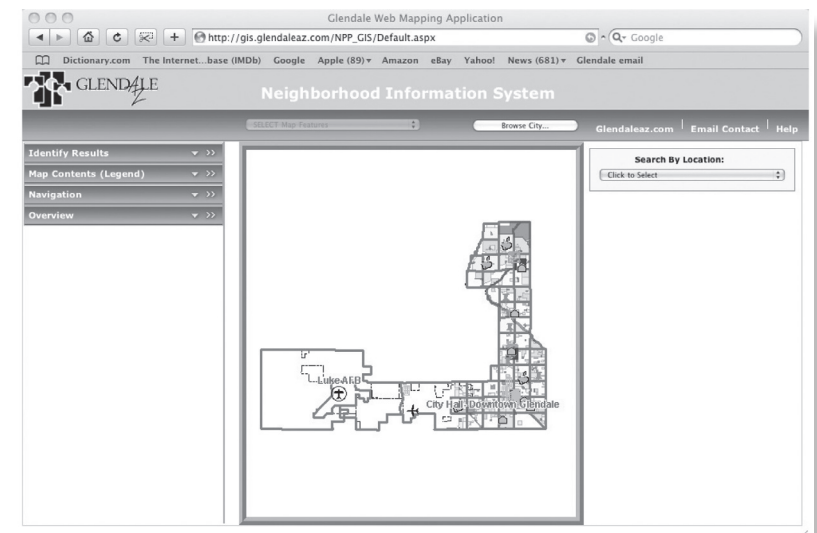 Glendale Web Mapping Application
http://gis.glendaleaz.com/NPP_GIS/Default.aspx
Google
Dictionary.com The Internet...base (IMDb) Google Apple (89) Amazon eBay Yahoo! News (681) Glendale email
GLENDALE
AZ
Neighborhood Information System
SELECT Map Features
Browse City...
Glendaleaz.com | Email Contact | Help
Identify Results
Map Contents (Legend)
Navigation
Overview
Search By Location:
Click to Select
Luke AFB
City Hall- Downtown Glendale